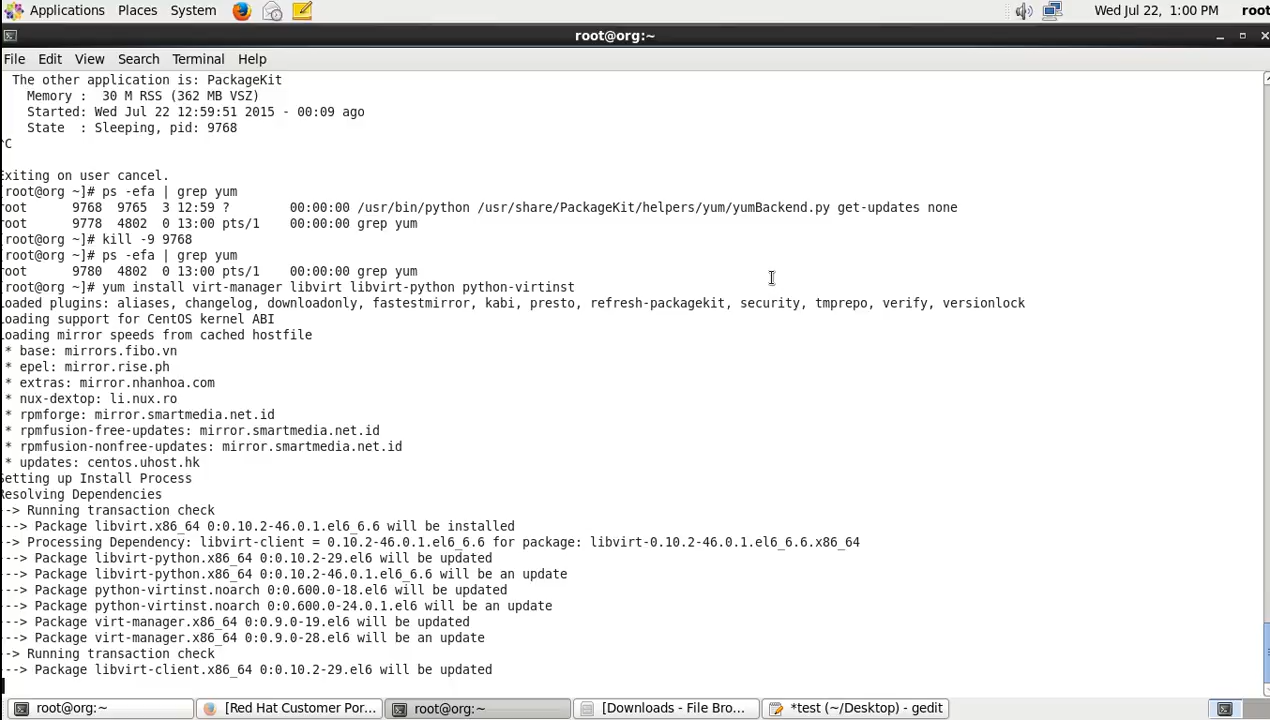 Applications Places System Wed Jul 22, 1:00 PM root
root@org:~
File Edit View Search Terminal Help
The other application is: PackageKit
Memory : 30 M RSS (362 MB VSZ)
Started: Wed Jul 22 12:59:51 2015 - 00:09 ago
State : Sleeping, pid: 9768
^C
Exiting on user cancel.
[root@org ~]# ps -efa | grep yum
root 9768 9765 3 12:59 ? 00:00:00 /usr/bin/python /usr/share/PackageKit/helpers/yum/yumBackend.py get-updates none
root 9778 4802 0 13:00 pts/1 00:00:00 grep yum
[root@org ~]# kill -9 9768
[root@org ~]# ps -efa | grep yum
root 9780 4802 0 13:00 pts/1 00:00:00 grep yum
[root@org ~]# yum install virt-manager libvirt libvirt-python python-virtinst
Loaded plugins: aliases, changelog, downloadonly, fastestmirror, kabi, presto, refresh-packagekit, security, tmprepo, verify, versionlock
Loading support for CentOS kernel ABI
Loading mirror speeds from cached hostfile
* base: mirrors.fibo.vn
* epel: mirror.rise.ph
* extras: mirror.nhanhoa.com
* nux-dextop: li.nux.ro
* rpmforge: mirror.smartmedia.net.id
* rpmfusion-free-updates: mirror.smartmedia.net.id
* rpmfusion-nonfree-updates: mirror.smartmedia.net.id
* updates: centos.uhost.hk
Setting up Install Process
Resolving Dependencies
--> Running transaction check
---> Package libvirt.x86_64 0:0.10.2-46.0.1.el6_6.6 will be installed
--> Processing Dependency: libvirt-client = 0.10.2-46.0.1.el6_6.6 for package: libvirt-0.10.2-46.0.1.el6_6.6.x86_64
---> Package libvirt-python.x86_64 0:0.10.2-29.el6 will be updated
---> Package libvirt-python.x86_64 0:0.10.2-46.0.1.el6_6.6 will be an update
---> Package python-virtinst.noarch 0:0.600.0-18.el6 will be updated
---> Package python-virtinst.noarch 0:0.600.0-24.0.1.el6 will be an update
---> Package virt-manager.x86_64 0:0.9.0-19.el6 will be updated
---> Package virt-manager.x86_64 0:0.9.0-28.el6 will be an update
--> Running transaction check
---> Package libvirt-client.x86_64 0:0.10.2-29.el6 will be updated
root@org:~ [Red Hat Customer Por... root@org:~ [Downloads - File Bro... *test (~/Desktop) - gedit